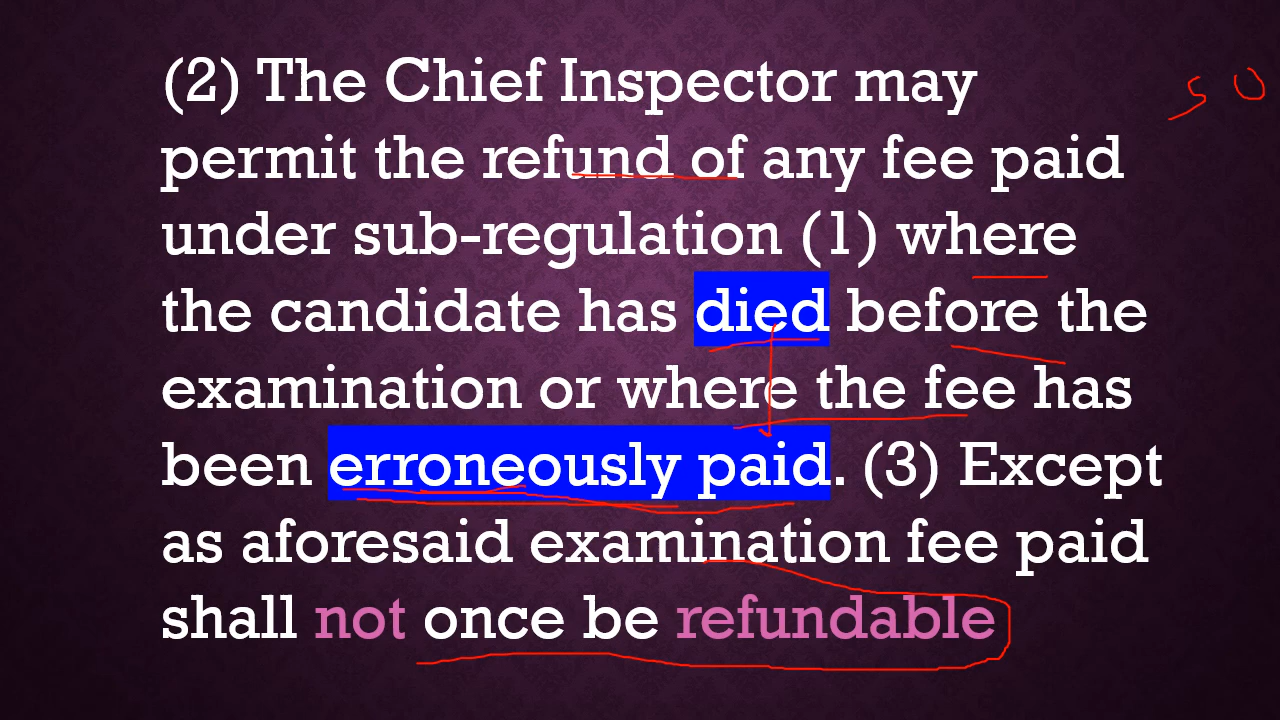 (2) The Chief Inspector may
permit the refund of any fee paid
under sub-regulation (1) where
the candidate has died before the
examination or where the fee has
been erroneously paid. (3) Except
as aforesaid examination fee paid
shall not once be refundable